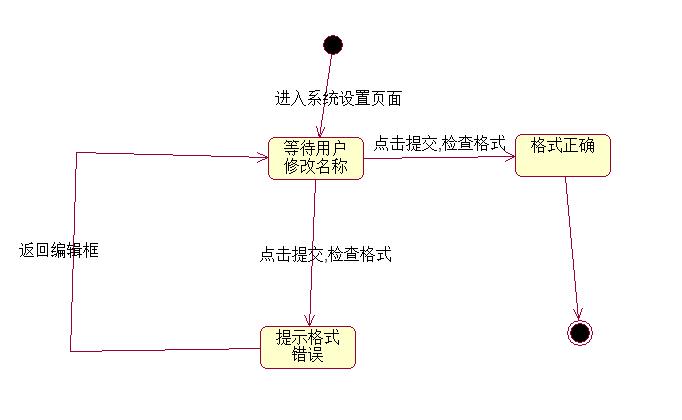 进入系统设置页面
等待用户
修改名称
点击提交,检查格式
格式正确
返回编辑框
点击提交,检查格式
提示格式
错误